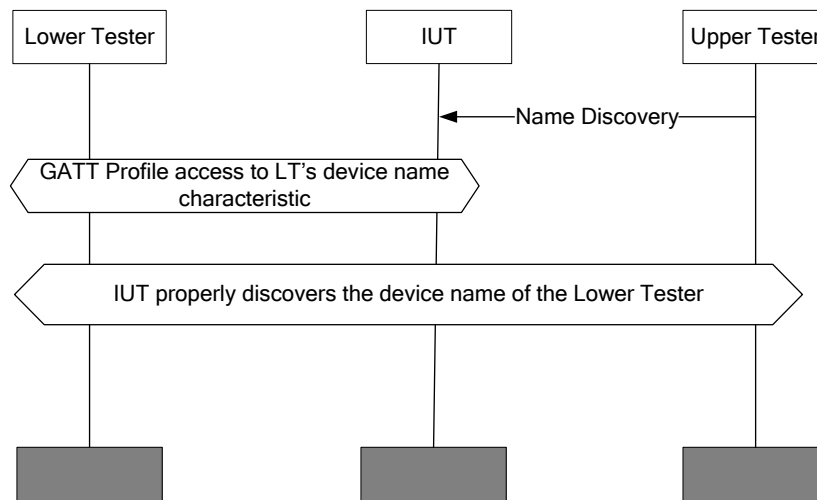 Lower Tester
IUT
Upper Tester
Name Discovery
GATT Profile access to LT's device name
characteristic
IUT properly discovers the device name of the Lower Tester